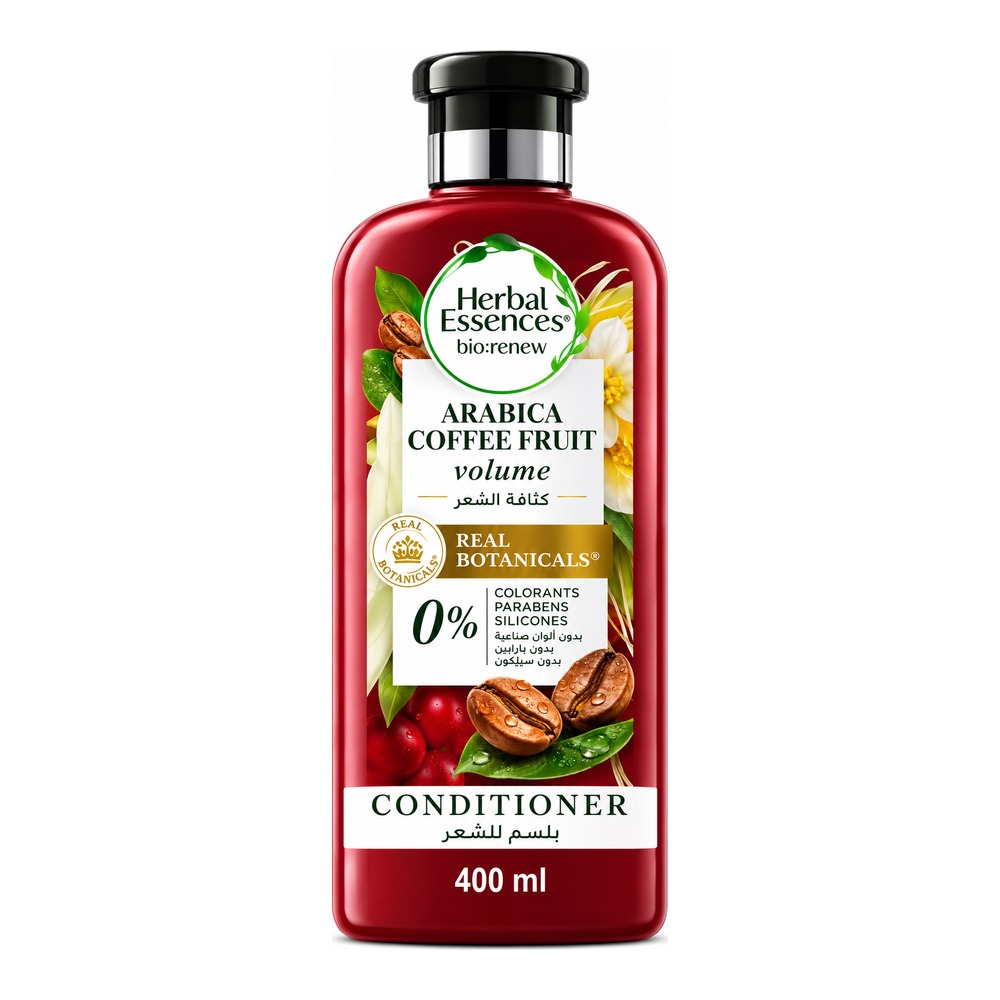 Herbal
Essences®
bio:renew
ARABICA
COFFEE FRUIT
volume
كثافة الشعر
REAL
BOTANICALS®
REAL
BOTANICALS®
0%
COLORANTS
PARABENS
SILICONES
بدون ألوان صناعية
بدون بارابين
بدون سيليكون
CONDITIONER
بلسم للشعر
400 ml